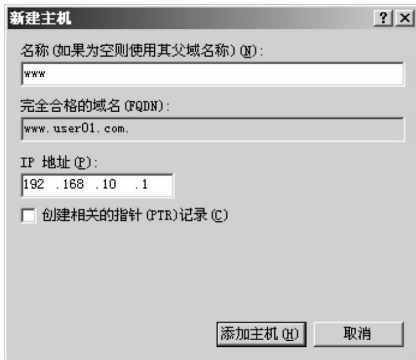 新建主机
名称(如果为空则使用其父域名称)(N):
www
完全合格的域名(FQDN):
www.user01.com.
IP 地址(P):
192 .168 .10 .1
创建相关的指针(PTR)记录(C)
添加主机(H) 取消